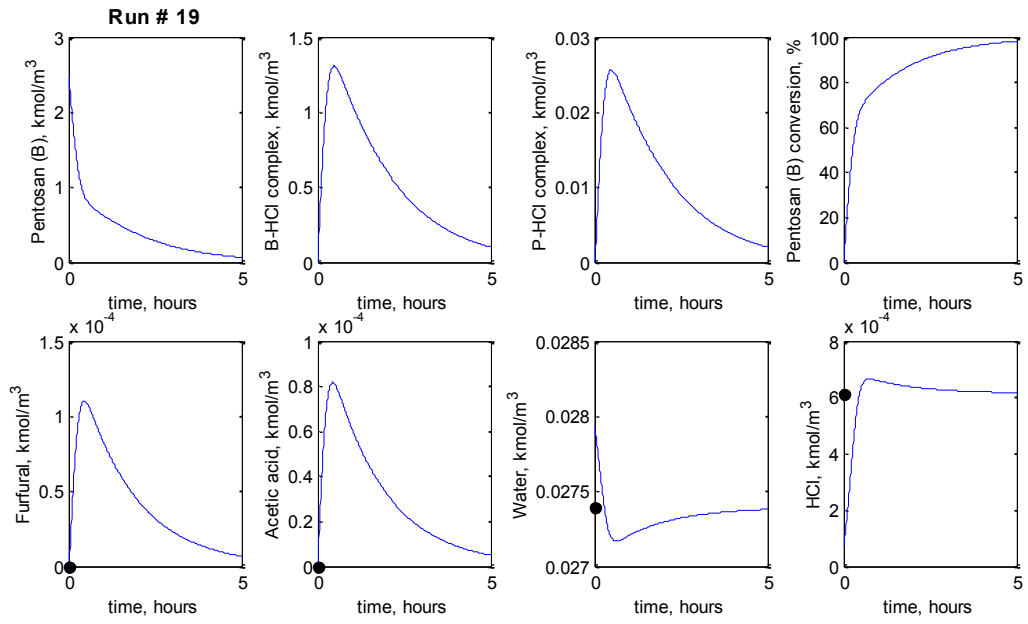 Run # 19
Pentosan (B), kmol/m³
3
2
1
0
0 5
time, hours
B-HCl complex, kmol/m³
1.5
1
0.5
0
0 5
time, hours
P-HCl complex, kmol/m³
0.03
0.02
0.01
0
0 5
time, hours
Pentosan (B) conversion, %
100
80
60
40
20
0
0 5
time, hours
x 10⁻⁴
Furfural, kmol/m³
1.5
1
0.5
0
0 5
time, hours
x 10⁻⁴
Acetic acid, kmol/m³
1
0.8
0.6
0.4
0.2
0
0 5
time, hours
Water, kmol/m³
0.0285
0.028
0.0275
0.027
0 5
time, hours
x 10⁻⁴
HCl, kmol/m³
8
6
4
2
0
0 5
time, hours